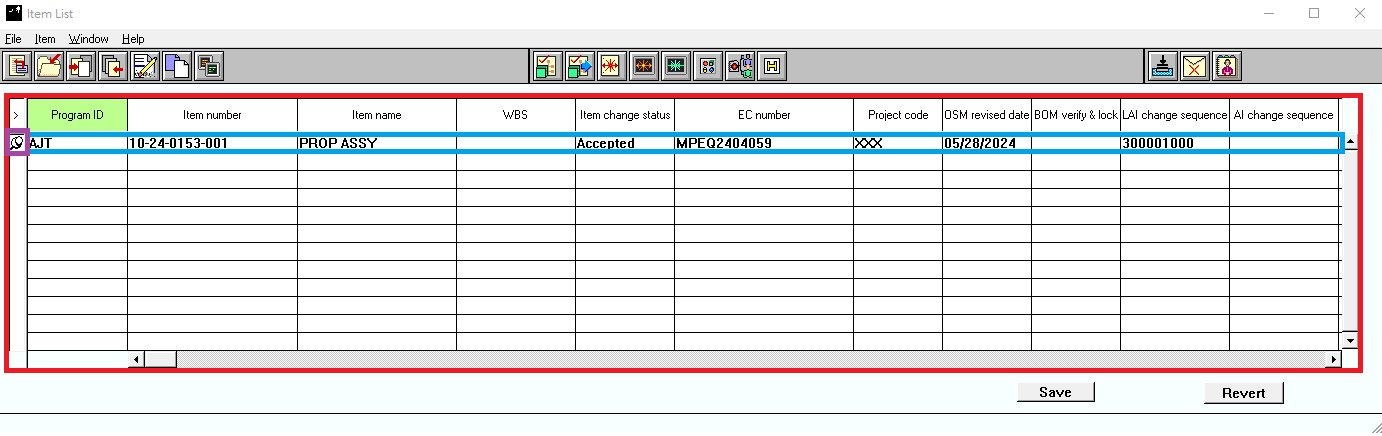 Item List
File Item Window Help
> Program ID Item number Item name WBS Item change status EC number Project code OSM revised date BOM verify & lock LAI change sequence AI change sequence
AJT 10-24-0153-001 PROP ASSY Accepted MPEQ2404059 XXX 05/28/2024 300001000
Save Revert